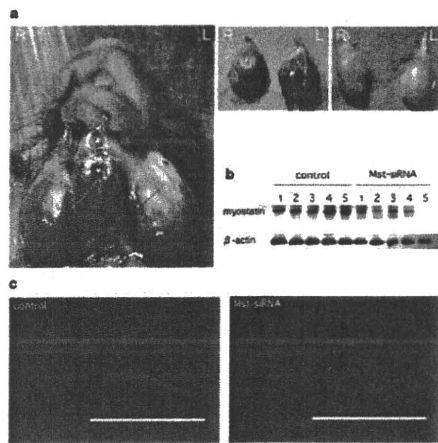 a
R L R L R L
b control Mst-siRNA
1 2 3 4 5 1 2 3 4 5
myostatin
β-actin
c
control Mst-siRNA